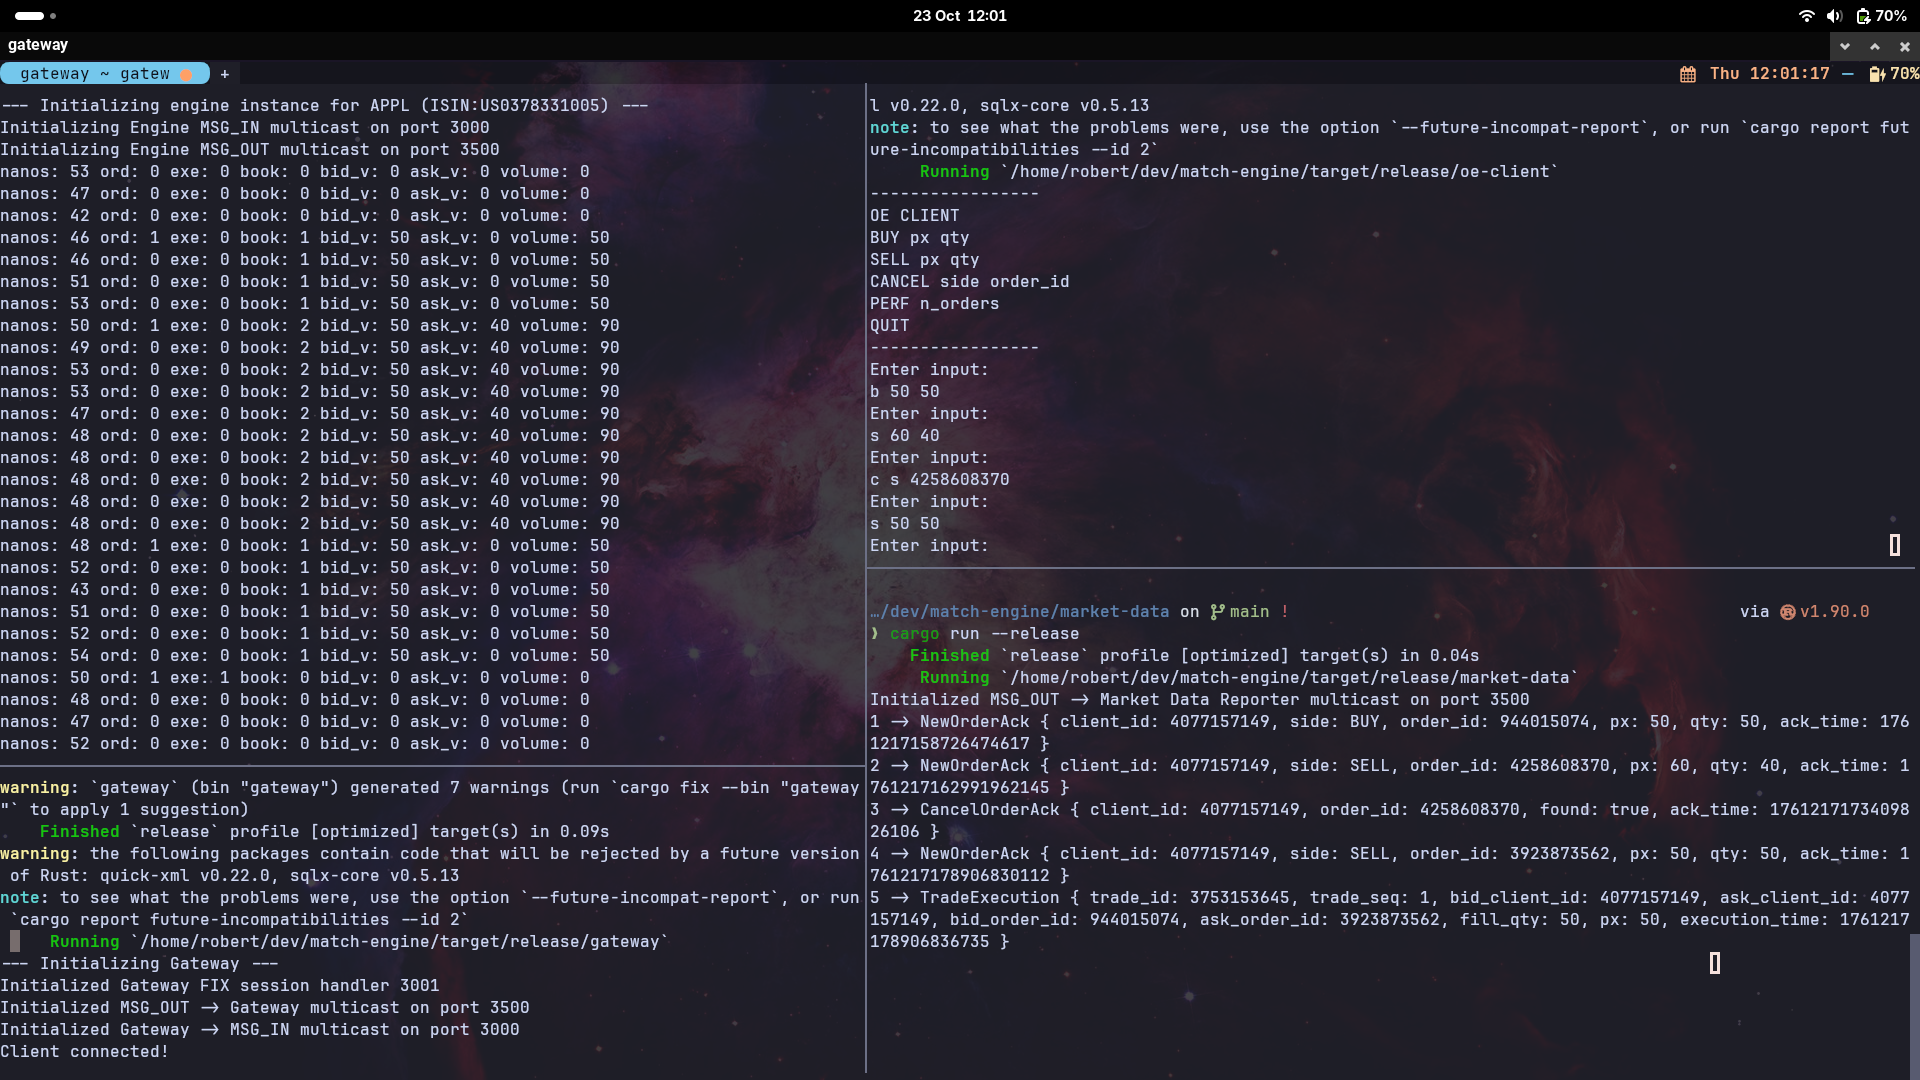 23 Oct 12:01
70%
gateway
gateway ~ gatew
+
Thu 12:01:17 — 70%
--- Initializing engine instance for APPL (ISIN:US0378331005) ---
Initializing Engine MSG_IN multicast on port 3000
Initializing Engine MSG_OUT multicast on port 3500
nanos: 53 ord: 0 exe: 0 book: 0 bid_v: 0 ask_v: 0 volume: 0
nanos: 47 ord: 0 exe: 0 book: 0 bid_v: 0 ask_v: 0 volume: 0
nanos: 42 ord: 0 exe: 0 book: 0 bid_v: 0 ask_v: 0 volume: 0
nanos: 46 ord: 1 exe: 0 book: 1 bid_v: 50 ask_v: 0 volume: 50
nanos: 46 ord: 0 exe: 0 book: 1 bid_v: 50 ask_v: 0 volume: 50
nanos: 51 ord: 0 exe: 0 book: 1 bid_v: 50 ask_v: 0 volume: 50
nanos: 53 ord: 0 exe: 0 book: 1 bid_v: 50 ask_v: 0 volume: 50
nanos: 50 ord: 1 exe: 0 book: 2 bid_v: 50 ask_v: 40 volume: 90
nanos: 49 ord: 0 exe: 0 book: 2 bid_v: 50 ask_v: 40 volume: 90
nanos: 53 ord: 0 exe: 0 book: 2 bid_v: 50 ask_v: 40 volume: 90
nanos: 53 ord: 0 exe: 0 book: 2 bid_v: 50 ask_v: 40 volume: 90
nanos: 47 ord: 0 exe: 0 book: 2 bid_v: 50 ask_v: 40 volume: 90
nanos: 48 ord: 0 exe: 0 book: 2 bid_v: 50 ask_v: 40 volume: 90
nanos: 48 ord: 0 exe: 0 book: 2 bid_v: 50 ask_v: 40 volume: 90
nanos: 48 ord: 0 exe: 0 book: 2 bid_v: 50 ask_v: 40 volume: 90
nanos: 48 ord: 0 exe: 0 book: 2 bid_v: 50 ask_v: 40 volume: 90
nanos: 48 ord: 0 exe: 0 book: 2 bid_v: 50 ask_v: 40 volume: 90
nanos: 48 ord: 1 exe: 0 book: 1 bid_v: 50 ask_v: 0 volume: 50
nanos: 52 ord: 0 exe: 0 book: 1 bid_v: 50 ask_v: 0 volume: 50
nanos: 43 ord: 0 exe: 0 book: 1 bid_v: 50 ask_v: 0 volume: 50
nanos: 51 ord: 0 exe: 0 book: 1 bid_v: 50 ask_v: 0 volume: 50
nanos: 52 ord: 0 exe: 0 book: 1 bid_v: 50 ask_v: 0 volume: 50
nanos: 54 ord: 0 exe: 0 book: 1 bid_v: 50 ask_v: 0 volume: 50
nanos: 50 ord: 1 exe: 1 book: 0 bid_v: 0 ask_v: 0 volume: 0
nanos: 48 ord: 0 exe: 0 book: 0 bid_v: 0 ask_v: 0 volume: 0
nanos: 47 ord: 0 exe: 0 book: 0 bid_v: 0 ask_v: 0 volume: 0
nanos: 52 ord: 0 exe: 0 book: 0 bid_v: 0 ask_v: 0 volume: 0
warning: `gateway` (bin "gateway") generated 7 warnings (run `cargo fix --bin "gateway
"` to apply 1 suggestion)
Finished `release` profile [optimized] target(s) in 0.09s
warning: the following packages contain code that will be rejected by a future version
of Rust: quick-xml v0.22.0, sqlx-core v0.5.13
note: to see what the problems were, use the option `--future-incompat-report`, or run
`cargo report future-incompatibilities --id 2`
Running `/home/robert/dev/match-engine/target/release/gateway`
--- Initializing Gateway ---
Initialized Gateway FIX session handler 3001
Initialized MSG_OUT -> Gateway multicast on port 3500
Initialized Gateway -> MSG_IN multicast on port 3000
Client connected!
l v0.22.0, sqlx-core v0.5.13
note: to see what the problems were, use the option `--future-incompat-report`, or run `cargo report fut
ure-incompatibilities --id 2`
Running `/home/robert/dev/match-engine/target/release/oe-client`
-----------------
OE CLIENT
BUY px qty
SELL px qty
CANCEL side order_id
PERF n_orders
QUIT
-----------------
Enter input:
b 50 50
Enter input:
s 60 40
Enter input:
c s 4258608370
Enter input:
s 50 50
Enter input:
…/dev/match-engine/market-data on main ! via v1.90.0
❯ cargo run --release
Finished `release` profile [optimized] target(s) in 0.04s
Running `/home/robert/dev/match-engine/target/release/market-data`
Initialized MSG_OUT -> Market Data Reporter multicast on port 3500
1 -> NewOrderAck { client_id: 4077157149, side: BUY, order_id: 944015074, px: 50, qty: 50, ack_time: 176
1217158726474617 }
2 -> NewOrderAck { client_id: 4077157149, side: SELL, order_id: 4258608370, px: 60, qty: 40, ack_time: 1
761217162991962145 }
3 -> CancelOrderAck { client_id: 4077157149, order_id: 4258608370, found: true, ack_time: 17612171734098
26106 }
4 -> NewOrderAck { client_id: 4077157149, side: SELL, order_id: 3923873562, px: 50, qty: 50, ack_time: 1
761217178906830112 }
5 -> TradeExecution { trade_id: 3753153645, trade_seq: 1, bid_client_id: 4077157149, ask_client_id: 4077
157149, bid_order_id: 944015074, ask_order_id: 3923873562, fill_qty: 50, px: 50, execution_time: 1761217
178906836735 }